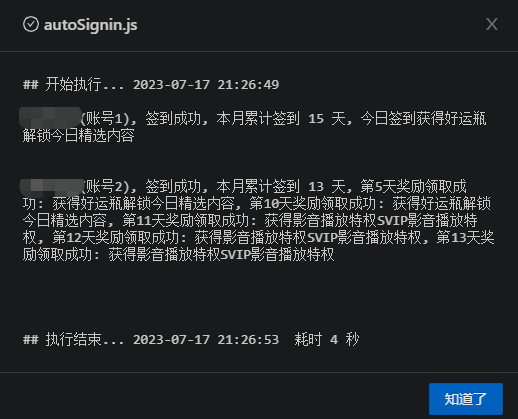 autoSignin.js
## 开始执行... 2023-07-17 21:26:49
(账号1), 签到成功, 本月累计签到 15 天, 今日签到获得好运瓶
解锁今日精选内容
(账号2), 签到成功, 本月累计签到 13 天, 第5天奖励领取成
功: 获得好运瓶解锁今日精选内容, 第10天奖励领取成功: 获得好运瓶解锁
今日精选内容, 第11天奖励领取成功: 获得影音播放特权SVIP影音播放特
权, 第12天奖励领取成功: 获得影音播放特权SVIP影音播放特权, 第13天奖
励领取成功: 获得影音播放特权SVIP影音播放特权
## 执行结束... 2023-07-17 21:26:53  耗时 4 秒
知道了